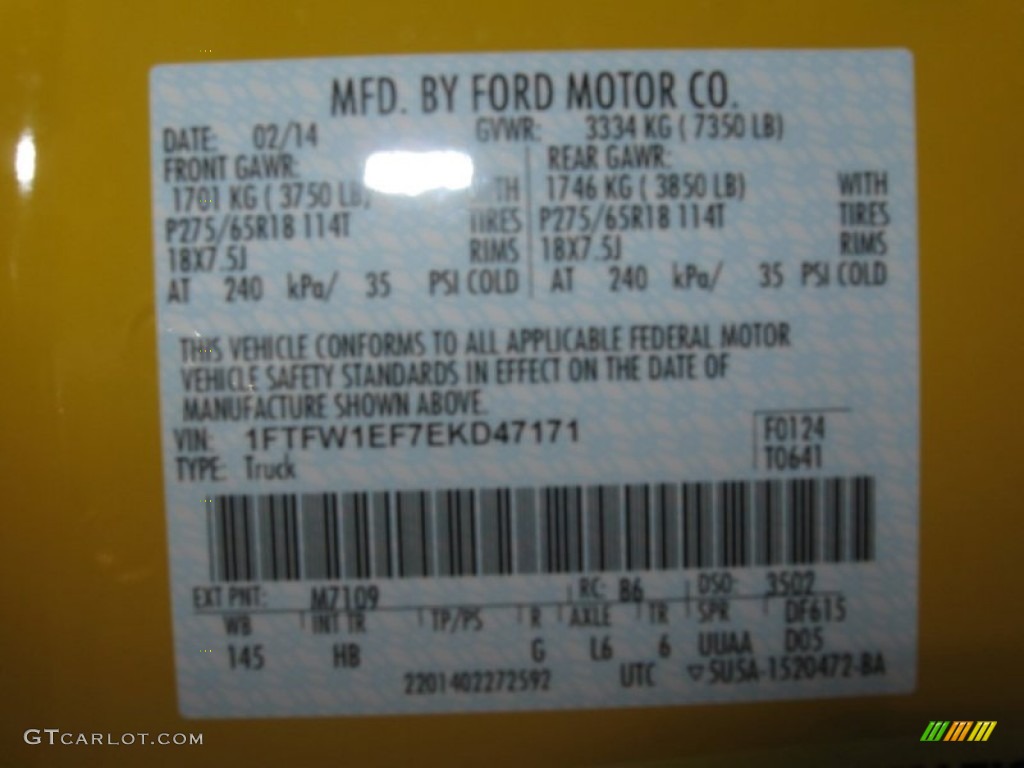 MFD. BY FORD MOTOR CO.
DATE: 02/14 GVWR: 3334 KG ( 7350 LB)
FRONT GAWR: REAR GAWR:
1701 KG ( 3750 LB) WITH 1746 KG ( 3850 LB) WITH
P275/65R18 114T TIRES P275/65R18 114T TIRES
18X7.5J RIMS 18X7.5J RIMS
AT 240 kPa/ 35 PSI COLD AT 240 kPa/ 35 PSI COLD
THIS VEHICLE CONFORMS TO ALL APPLICABLE FEDERAL MOTOR
VEHICLE SAFETY STANDARDS IN EFFECT ON THE DATE OF
MANUFACTURE SHOWN ABOVE.
VIN: 1FTFW1EF7EKD47171 F0124
TYPE: Truck T0641
EXT PNT: M7109 RC: B6 DSO: 3502
WB INT TR TP/PS R AXLE TR SPR DF615
145 HB G L6 6 UUAA D05
2201402272592 UTC ▽5U5A-1520472-BA
GTCARLOT.COM